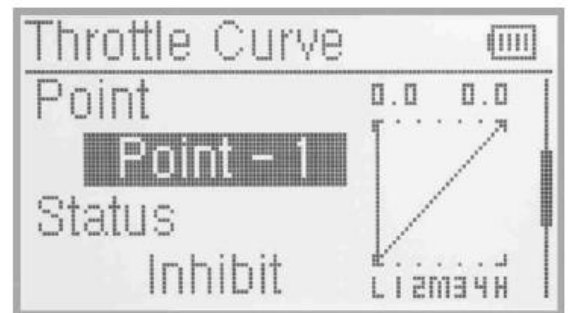 Throttle Curve
Point 0.0 0.0
Point - 1
Status
Inhibit
L 1 2 M 3 4 H